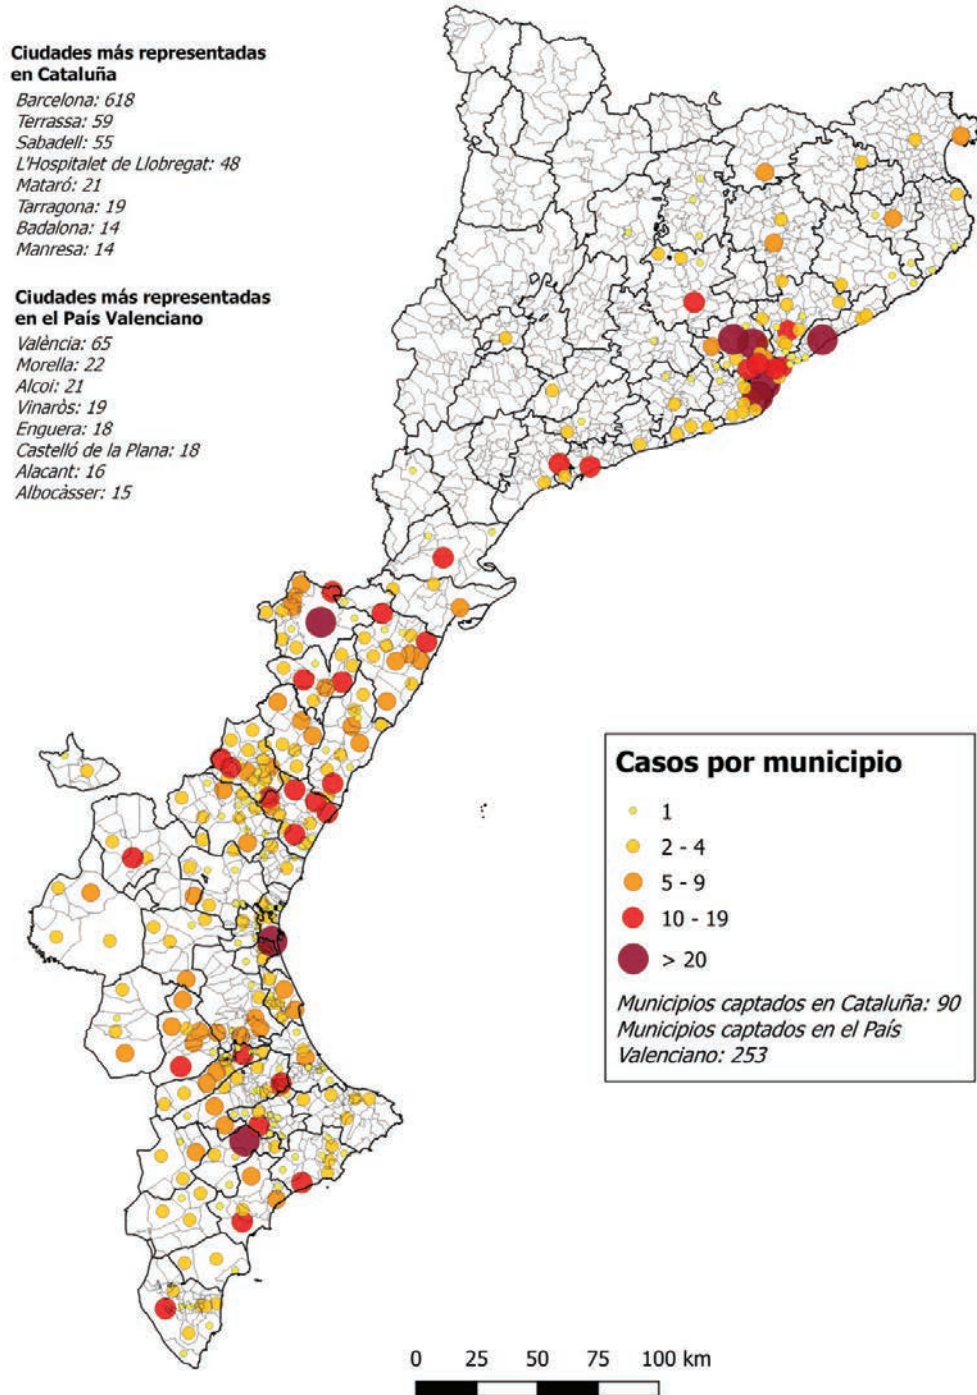 Ciudades más representadas
en Cataluña
Barcelona: 618
Terrassa: 59
Sabadell: 55
L'Hospitalet de Llobregat: 48
Mataró: 21
Tarragona: 19
Badalona: 14
Manresa: 14
Ciudades más representadas
en el País Valenciano
València: 65
Morella: 22
Alcoi: 21
Vinaròs: 19
Enguera: 18
Castelló de la Plana: 18
Alacant: 16
Albocàsser: 15
Casos por municipio
1
2 - 4
5 - 9
10 - 19
> 20
Municipios captados en Cataluña: 90
Municipios captados en el País
Valenciano: 253
0 25 50 75 100 km